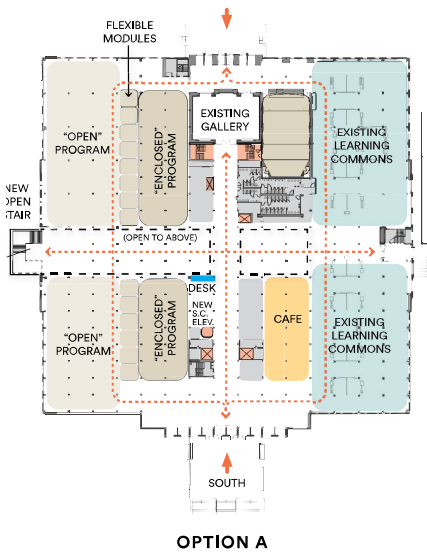 FLEXIBLE
MODULES
EXISTING
GALLERY
"OPEN"
PROGRAM
"ENCLOSED"
PROGRAM
EXISTING
LEARNING
COMMONS
NEW
OPEN
STAIR
(OPEN TO ABOVE)
DESK
NEW
S.C.
ELEV.
"OPEN"
PROGRAM
"ENCLOSED"
PROGRAM
CAFE
EXISTING
LEARNING
COMMONS
SOUTH
OPTION A